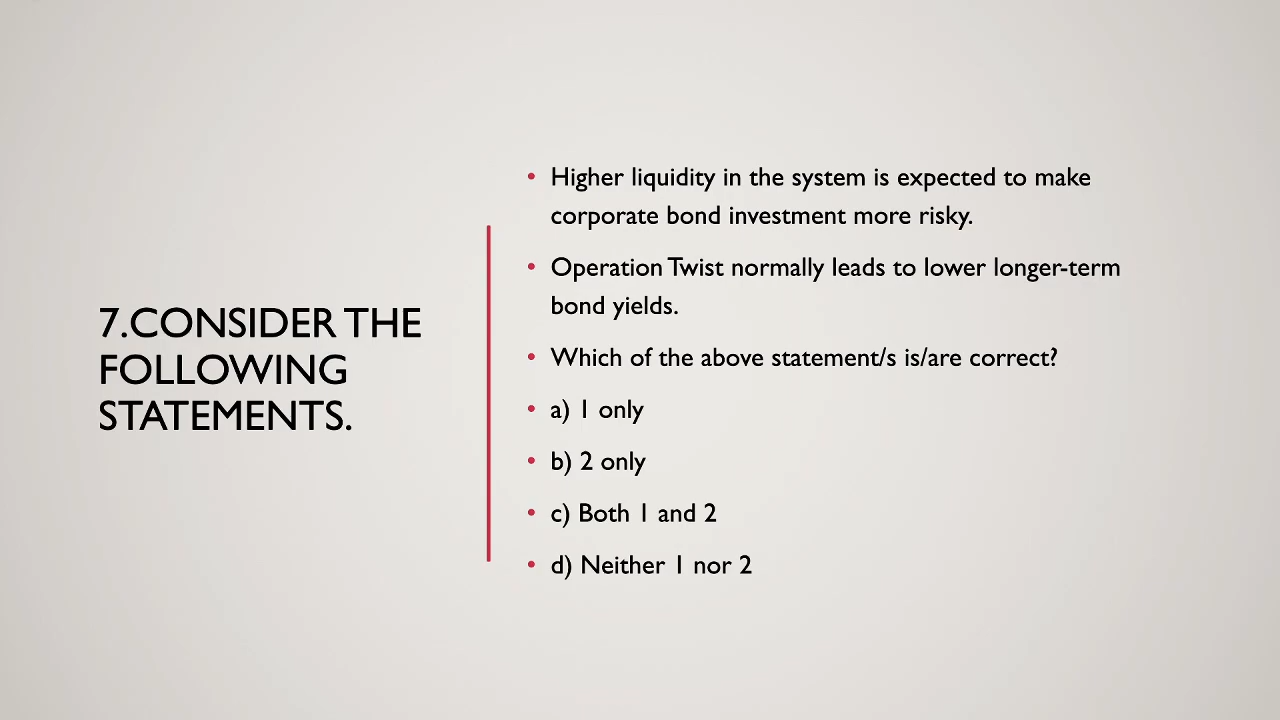 7.CONSIDER THE
FOLLOWING
STATEMENTS.
• Higher liquidity in the system is expected to make
corporate bond investment more risky.
• Operation Twist normally leads to lower longer-term
bond yields.
• Which of the above statement/s is/are correct?
• a) 1 only
• b) 2 only
• c) Both 1 and 2
• d) Neither 1 nor 2